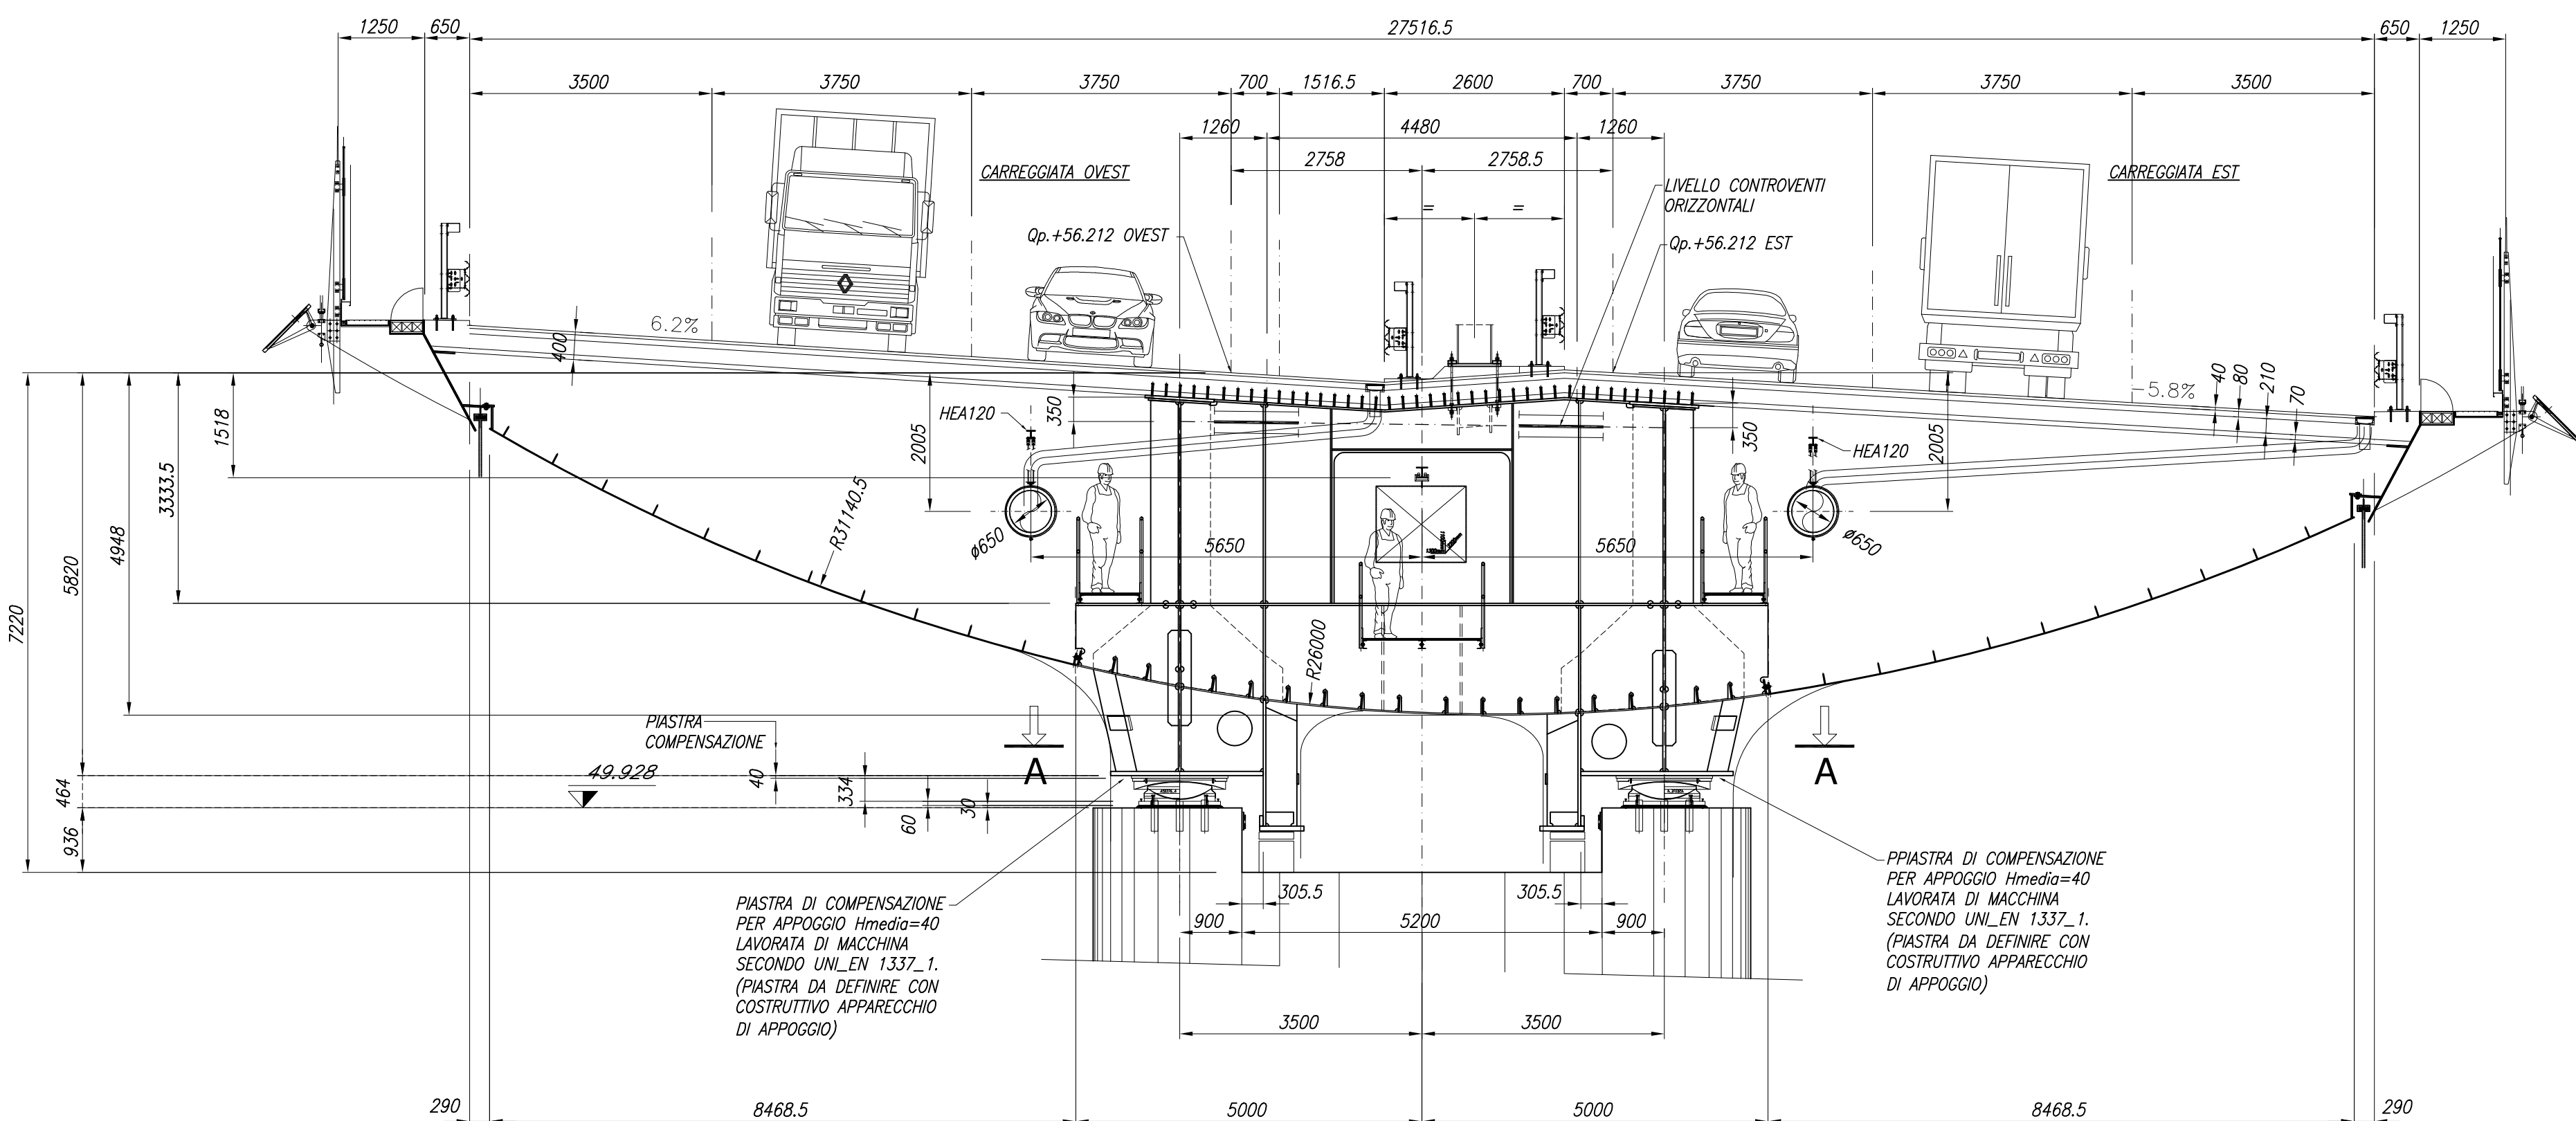 1250 650 27516.5 650 1250
3500 3750 3750 700 1516.5 2600 700 3750 3750 3500
1260 4480 1260
2758 2758.5
CARREGGIATA OVEST
CARREGGIATA EST
LIVELLO CONTROVENTI
ORIZZONTALI
= =
Qp.+56.212 OVEST
Qp.+56.212 EST
6.2%
400
5.8%
40 80 210 70
HEA120
350
350
HEA120
1518
2005
2005
3333.5
R31140.5
ø650
ø650
4948
5650 5650
5820
7220
R26000
PIASTRA
COMPENSAZIONE
A A
49.928
40
334
464
60
30
936
PIASTRA DI COMPENSAZIONE
PER APPOGGIO Hmedia=40
LAVORATA DI MACCHINA
SECONDO UNI_EN 1337_1.
(PIASTRA DA DEFINIRE CON
COSTRUTTIVO APPARECCHIO
DI APPOGGIO)
PPIASTRA DI COMPENSAZIONE
PER APPOGGIO Hmedia=40
LAVORATA DI MACCHINA
SECONDO UNI_EN 1337_1.
(PIASTRA DA DEFINIRE CON
COSTRUTTIVO APPARECCHIO
DI APPOGGIO)
305.5 305.5
900 5200 900
3500 3500
290 8468.5 5000 5000 8468.5 290